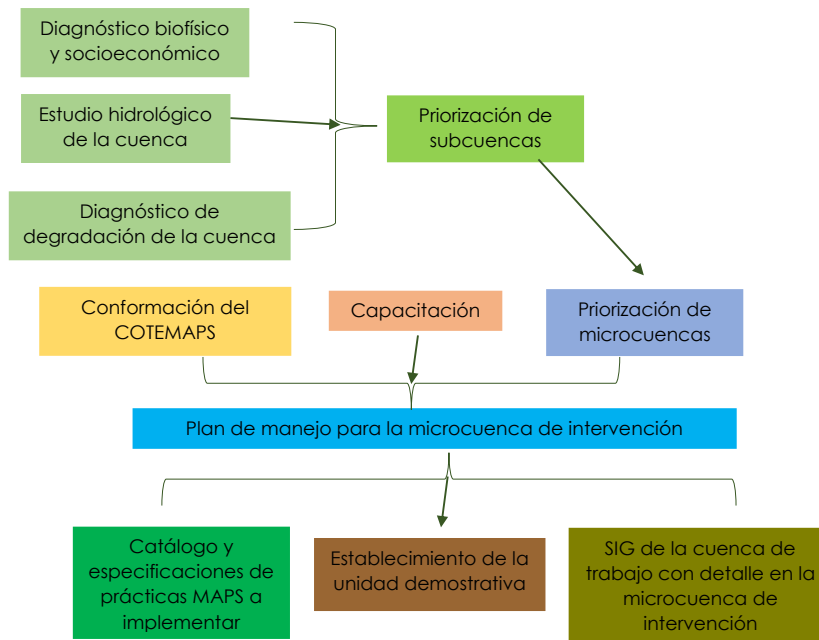 Diagnóstico biofísico
y socioeconómico
Estudio hidrológico
de la cuenca
Priorización de
subcuencas
Diagnóstico de
degradación de la cuenca
Conformación del
COTEMAPS
Capacitación
Priorización de
microcuencas
Plan de manejo para la microcuenca de intervención
Catálogo y
especificaciones de
prácticas MAPS a
implementar
Establecimiento de la
unidad demostrativa
SIG de la cuenca de
trabajo con detalle en la
microcuenca de
intervención